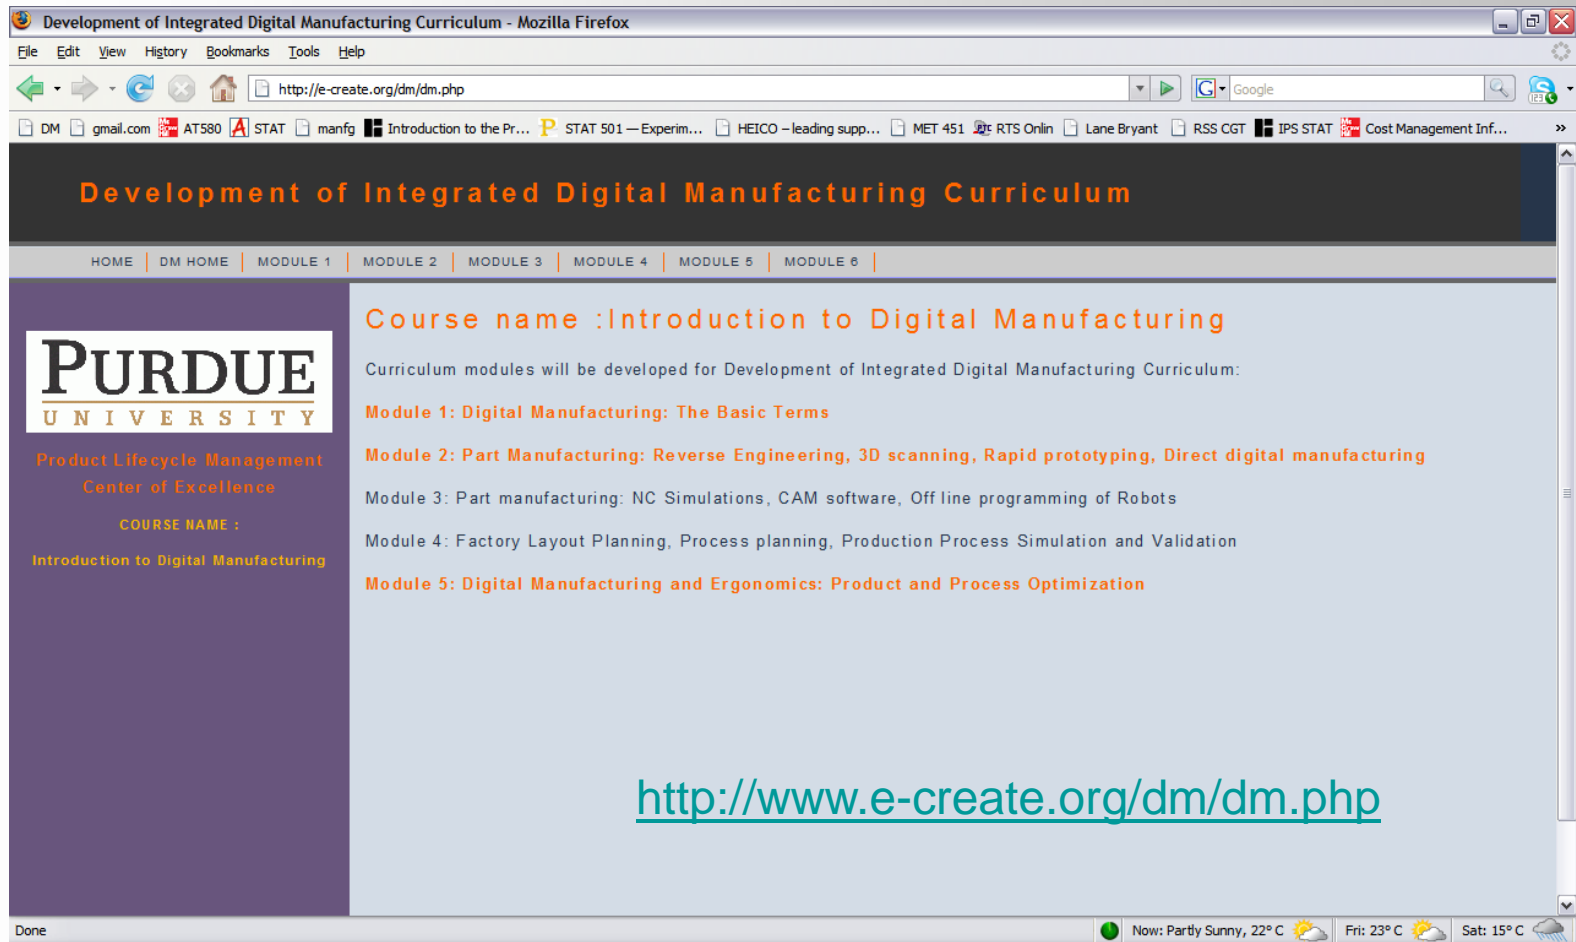 Development of Integrated Digital Manufacturing Curriculum - Mozilla Firefox
File Edit View History Bookmarks Tools Help
http://e-create.org/dm/dm.php
Google
DM gmail.com AT580 STAT manfg Introduction to the Pr... STAT 501 — Experim... HEICO – leading supp... MET 451 RTS Onlin Lane Bryant RSS CGT IPS STAT Cost Management Inf... »
Development of Integrated Digital Manufacturing Curriculum
HOME DM HOME MODULE 1 MODULE 2 MODULE 3 MODULE 4 MODULE 5 MODULE 6
PURDUE
UNIVERSITY
Product Lifecycle Management
Center of Excellence
COURSE NAME :
Introduction to Digital Manufacturing
Course name :Introduction to Digital Manufacturing
Curriculum modules will be developed for Development of Integrated Digital Manufacturing Curriculum:
Module 1: Digital Manufacturing: The Basic Terms
Module 2: Part Manufacturing: Reverse Engineering, 3D scanning, Rapid prototyping, Direct digital manufacturing
Module 3: Part manufacturing: NC Simulations, CAM software, Off line programming of Robots
Module 4: Factory Layout Planning, Process planning, Production Process Simulation and Validation
Module 5: Digital Manufacturing and Ergonomics: Product and Process Optimization
http://www.e-create.org/dm/dm.php
Done
Now: Partly Sunny, 22° C Fri: 23° C Sat: 15° C